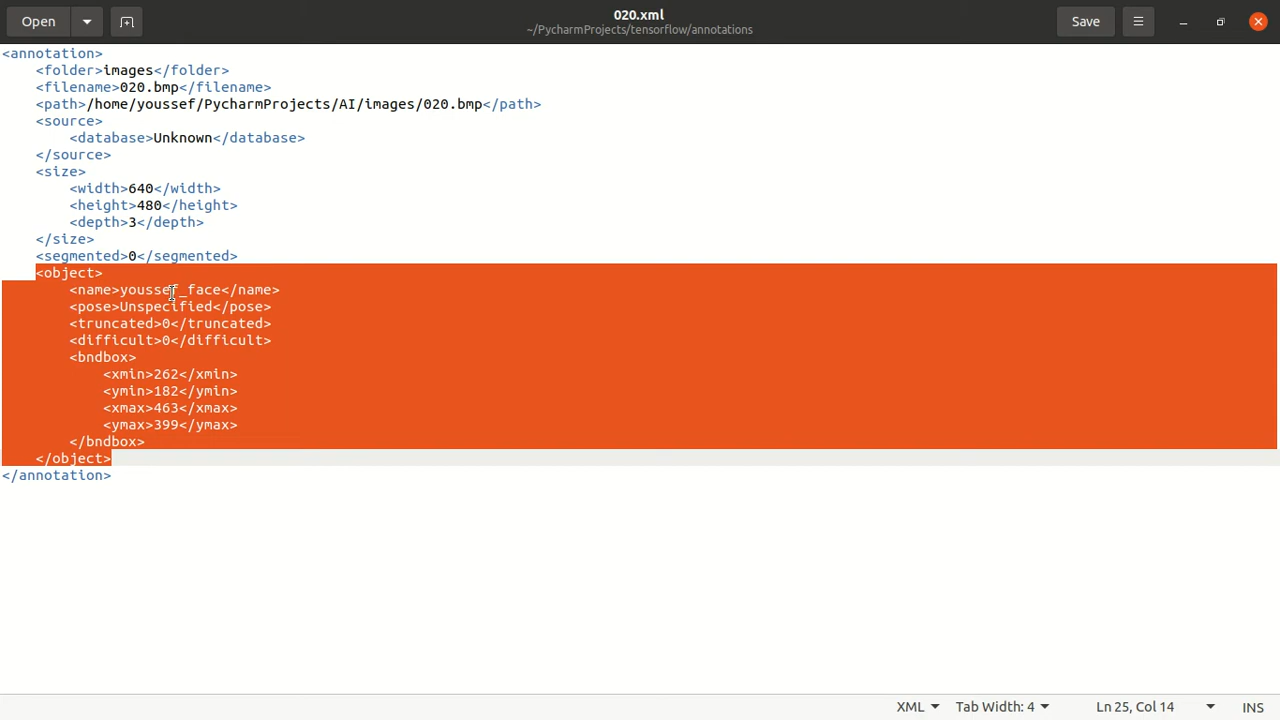 Open
020.xml
~/PycharmProjects/tensorflow/annotations
Save
<annotation>
<folder>images</folder>
<filename>020.bmp</filename>
<path>/home/youssef/PycharmProjects/AI/images/020.bmp</path>
<source>
<database>Unknown</database>
</source>
<size>
<width>640</width>
<height>480</height>
<depth>3</depth>
</size>
<segmented>0</segmented>
<object>
<name>youssef_face</name>
<pose>Unspecified</pose>
<truncated>0</truncated>
<difficult>0</difficult>
<bndbox>
<xmin>262</xmin>
<ymin>182</ymin>
<xmax>463</xmax>
<ymax>399</ymax>
</bndbox>
</object>
</annotation>
XML Tab Width: 4 Ln 25, Col 14 INS